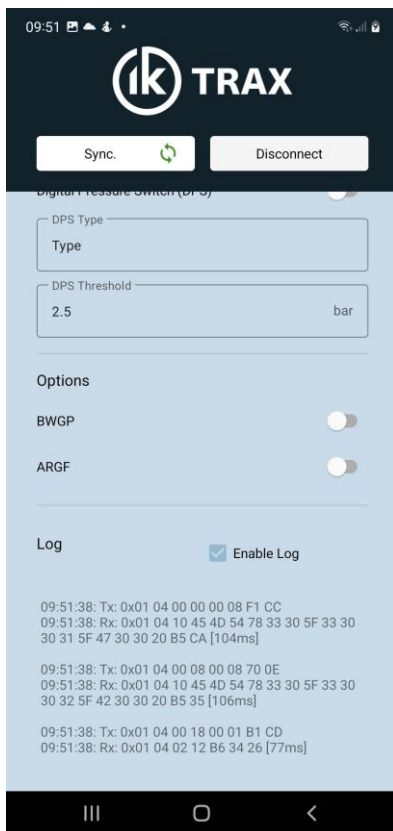 09:51
ik TRAX
Sync.
Disconnect
Digital Pressure Switch (DPS)
DPS Type
Type
DPS Threshold
2.5 bar
Options
BWGP
ARGF
Log
Enable Log
09:51:38: Tx: 0x01 04 00 00 00 08 F1 CC
09:51:38: Rx: 0x01 04 10 45 4D 54 78 33 30 5F 33 30
30 31 5F 47 30 30 20 B5 CA [104ms]
09:51:38: Tx: 0x01 04 00 08 00 08 70 0E
09:51:38: Rx: 0x01 04 10 45 4D 54 78 33 30 5F 33 30
30 32 5F 42 30 30 20 B5 35 [106ms]
09:51:38: Tx: 0x01 04 00 18 00 01 B1 CD
09:51:38: Rx: 0x01 04 02 12 B6 34 26 [77ms]